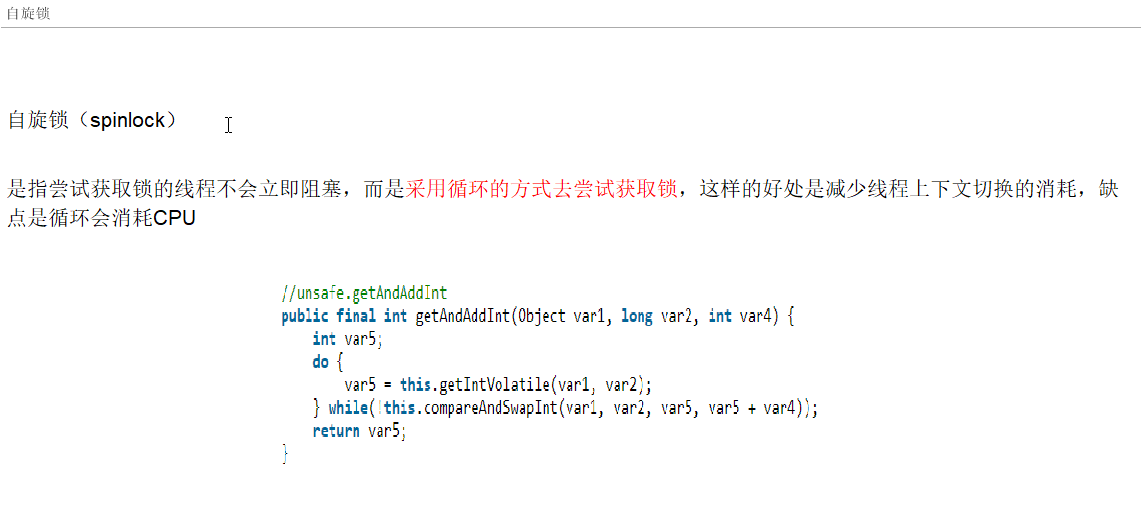 自旋锁
自旋锁（spinlock）
是指尝试获取锁的线程不会立即阻塞，而是采用循环的方式去尝试获取锁，这样的好处是减少线程上下文切换的消耗，缺
点是循环会消耗CPU
//unsafe.getAndAddInt
public final int getAndAddInt(Object var1, long var2, int var4) {
int var5;
do {
var5 = this.getIntVolatile(var1, var2);
} while(!this.compareAndSwapInt(var1, var2, var5, var5 + var4));
return var5;
}